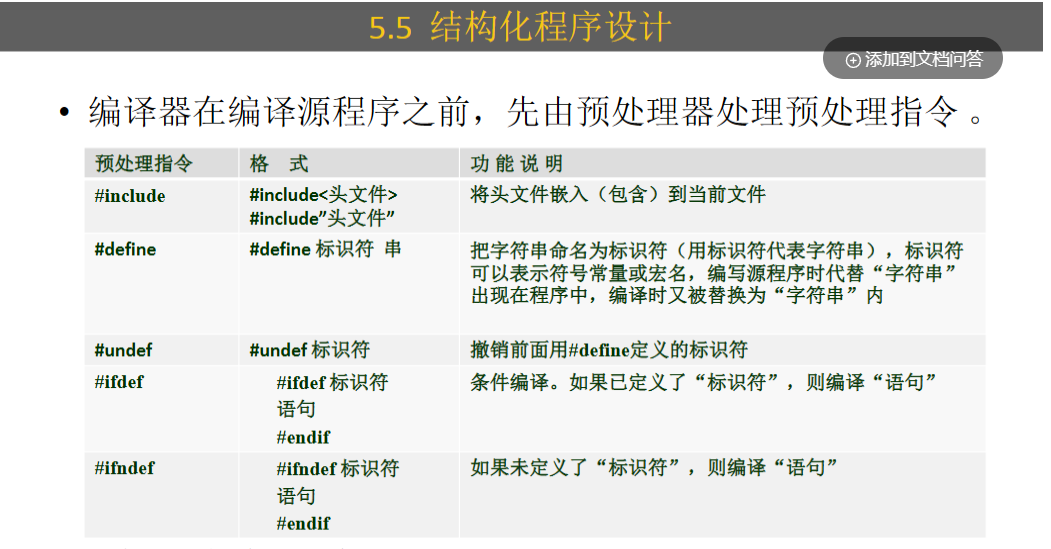 5.5 结构化程序设计
添加到文档问答
• 编译器在编译源程序之前，先由预处理器处理预处理指令 。
预处理指令 格 式 功 能 说 明
#include #include<头文件> 将头文件嵌入（包含）到当前文件
#include”头文件”
#define #define 标识符 串 把字符串命名为标识符（用标识符代表字符串），标识符
可以表示符号常量或宏名，编写源程序时代替“字符串”
出现在程序中，编译时又被替换为“字符串”内
#undef #undef 标识符 撤销前面用#define定义的标识符
#ifdef #ifdef 标识符 条件编译。如果已定义了“标识符”，则编译“语句”
语句
#endif
#ifndef #ifndef 标识符 如果未定义了“标识符”，则编译“语句”
语句
#endif